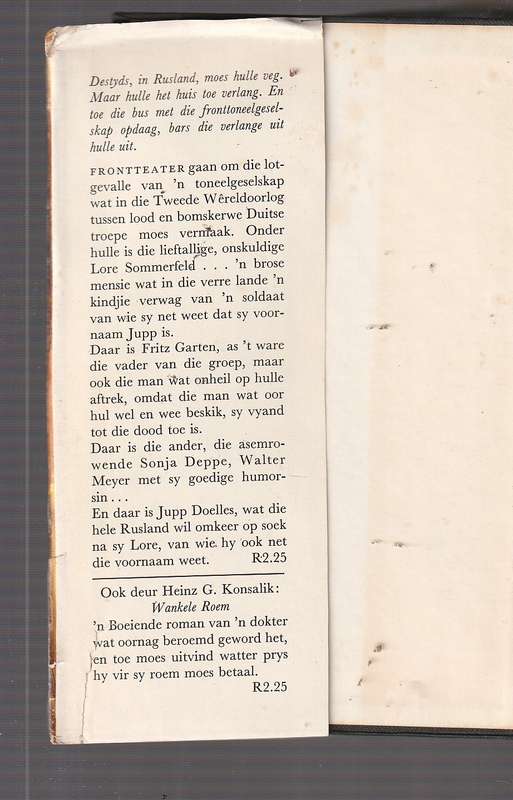 Destyds, in Rusland, moes hulle veg.
Maar hulle het huis toe verlang. En
toe die bus met die fronttoneelgesel-
skap opdaag, bars die verlange uit
hulle uit.
FRONTTEATER gaan om die lot-
gevalle van 'n toneelgeselskap
wat in die Tweede Wêreldoorlog
tussen lood en bomskerwe Duitse
troepe moes vermaak. Onder
hulle is die lieftallige, onskuldige
Lore Sommerfeld . . . 'n brose
mensie wat in die verre lande 'n
kindjie verwag van 'n soldaat
van wie sy net weet dat sy voor-
naam Jupp is.
Daar is Fritz Garten, as 't ware
die vader van die groep, maar
ook die man wat onheil op hulle
aftrek, omdat die man wat oor
hul wel en wee beskik, sy vyand
tot die dood toe is.
Daar is die ander, die asemro-
wende Sonja Deppe, Walter
Meyer met sy goedige humor-
sin . . .
En daar is Jupp Doelles, wat die
hele Rusland wil omkeer op soek
na sy Lore, van wie hy ook net
die voornaam weet. R2.25
Ook deur Heinz G. Konsalik:
Wankele Roem
'n Boeiende roman van 'n dokter
wat oornag beroemd geword het,
en toe moes uitvind watter prys
hy vir sy roem moes betaal.
R2.25